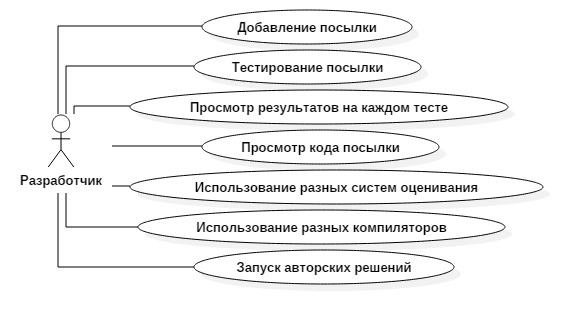 Добавление посылки
Тестирование посылки
Просмотр результатов на каждом тесте
Просмотр кода посылки
Разработчик
Использование разных систем оценивания
Использование разных компиляторов
Запуск авторских решений